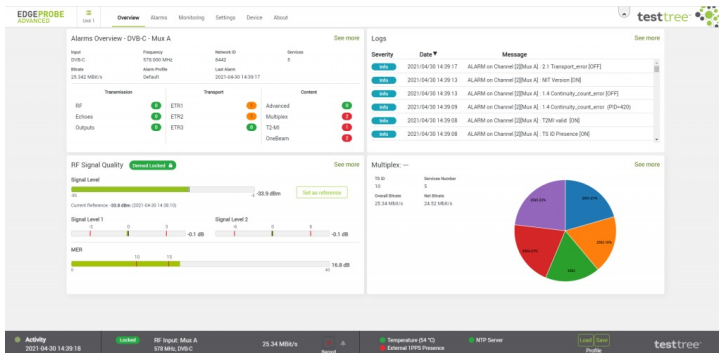 EDGEPROBE
ADVANCED
Unit 1
Overview Alarms Monitoring Settings Device About
testtree
Alarms Overview - DVB-C - Mux A
See more
Input Frequency Network ID Services
DVB-C 578.000 MHz 8442 5
Bitrate Alarm Profile Last Alarm
25.342 MBit/s Default 2021-04-30 14:39:17
Transmission Transport Content
RF 0 ETR1 Advanced 0
Echoes 0 ETR2 Multiplex
Outputs 0 ETR3 0 T2-MI
OneBeam
Logs
See more
Severity Date▼ Message
Info 2021/04/30 14:39:17 ALARM on Channel [2][Mux A] : 2.1 Transport_error [OFF]
Info 2021/04/30 14:39:13 ALARM on Channel [2][Mux A] : NIT Version [ON]
Info 2021/04/30 14:39:13 ALARM on Channel [2][Mux A] : 1.4 Continuity_count_error [OFF]
Info 2021/04/30 14:39:09 ALARM on Channel [2][Mux A] : 1.4 Continuity_count_error (PID=420)
Info 2021/04/30 14:39:08 ALARM on Channel [2][Mux A] : T2MI valid [ON]
Info 2021/04/30 14:39:08 ALARM on Channel [2][Mux A] : TS ID Presence [ON]
RF Signal Quality Demod Locked
See more
Signal Level
-33.9 dBm Set as reference
Current Reference: -33.8 dBm (2021-04-30 14:38:10)
Signal Level 1 Signal Level 2
-0.1 dB -0.1 dB
MER
10 15
16.8 dB
0 40
Multiplex: --
See more
TS ID Services Number
10 5
Overall Bitrate Net Bitrate
25.34 MBit/s 24.52 MBit/s
Activity
2021-04-30 14:39:18
Locked
RF Input: Mux A
578 MHz, DVB-C
25.34 MBit/s
Record
Temperature (54 °C)
External 1PPS Presence
NTP Server
Load Save
Profile
testtree